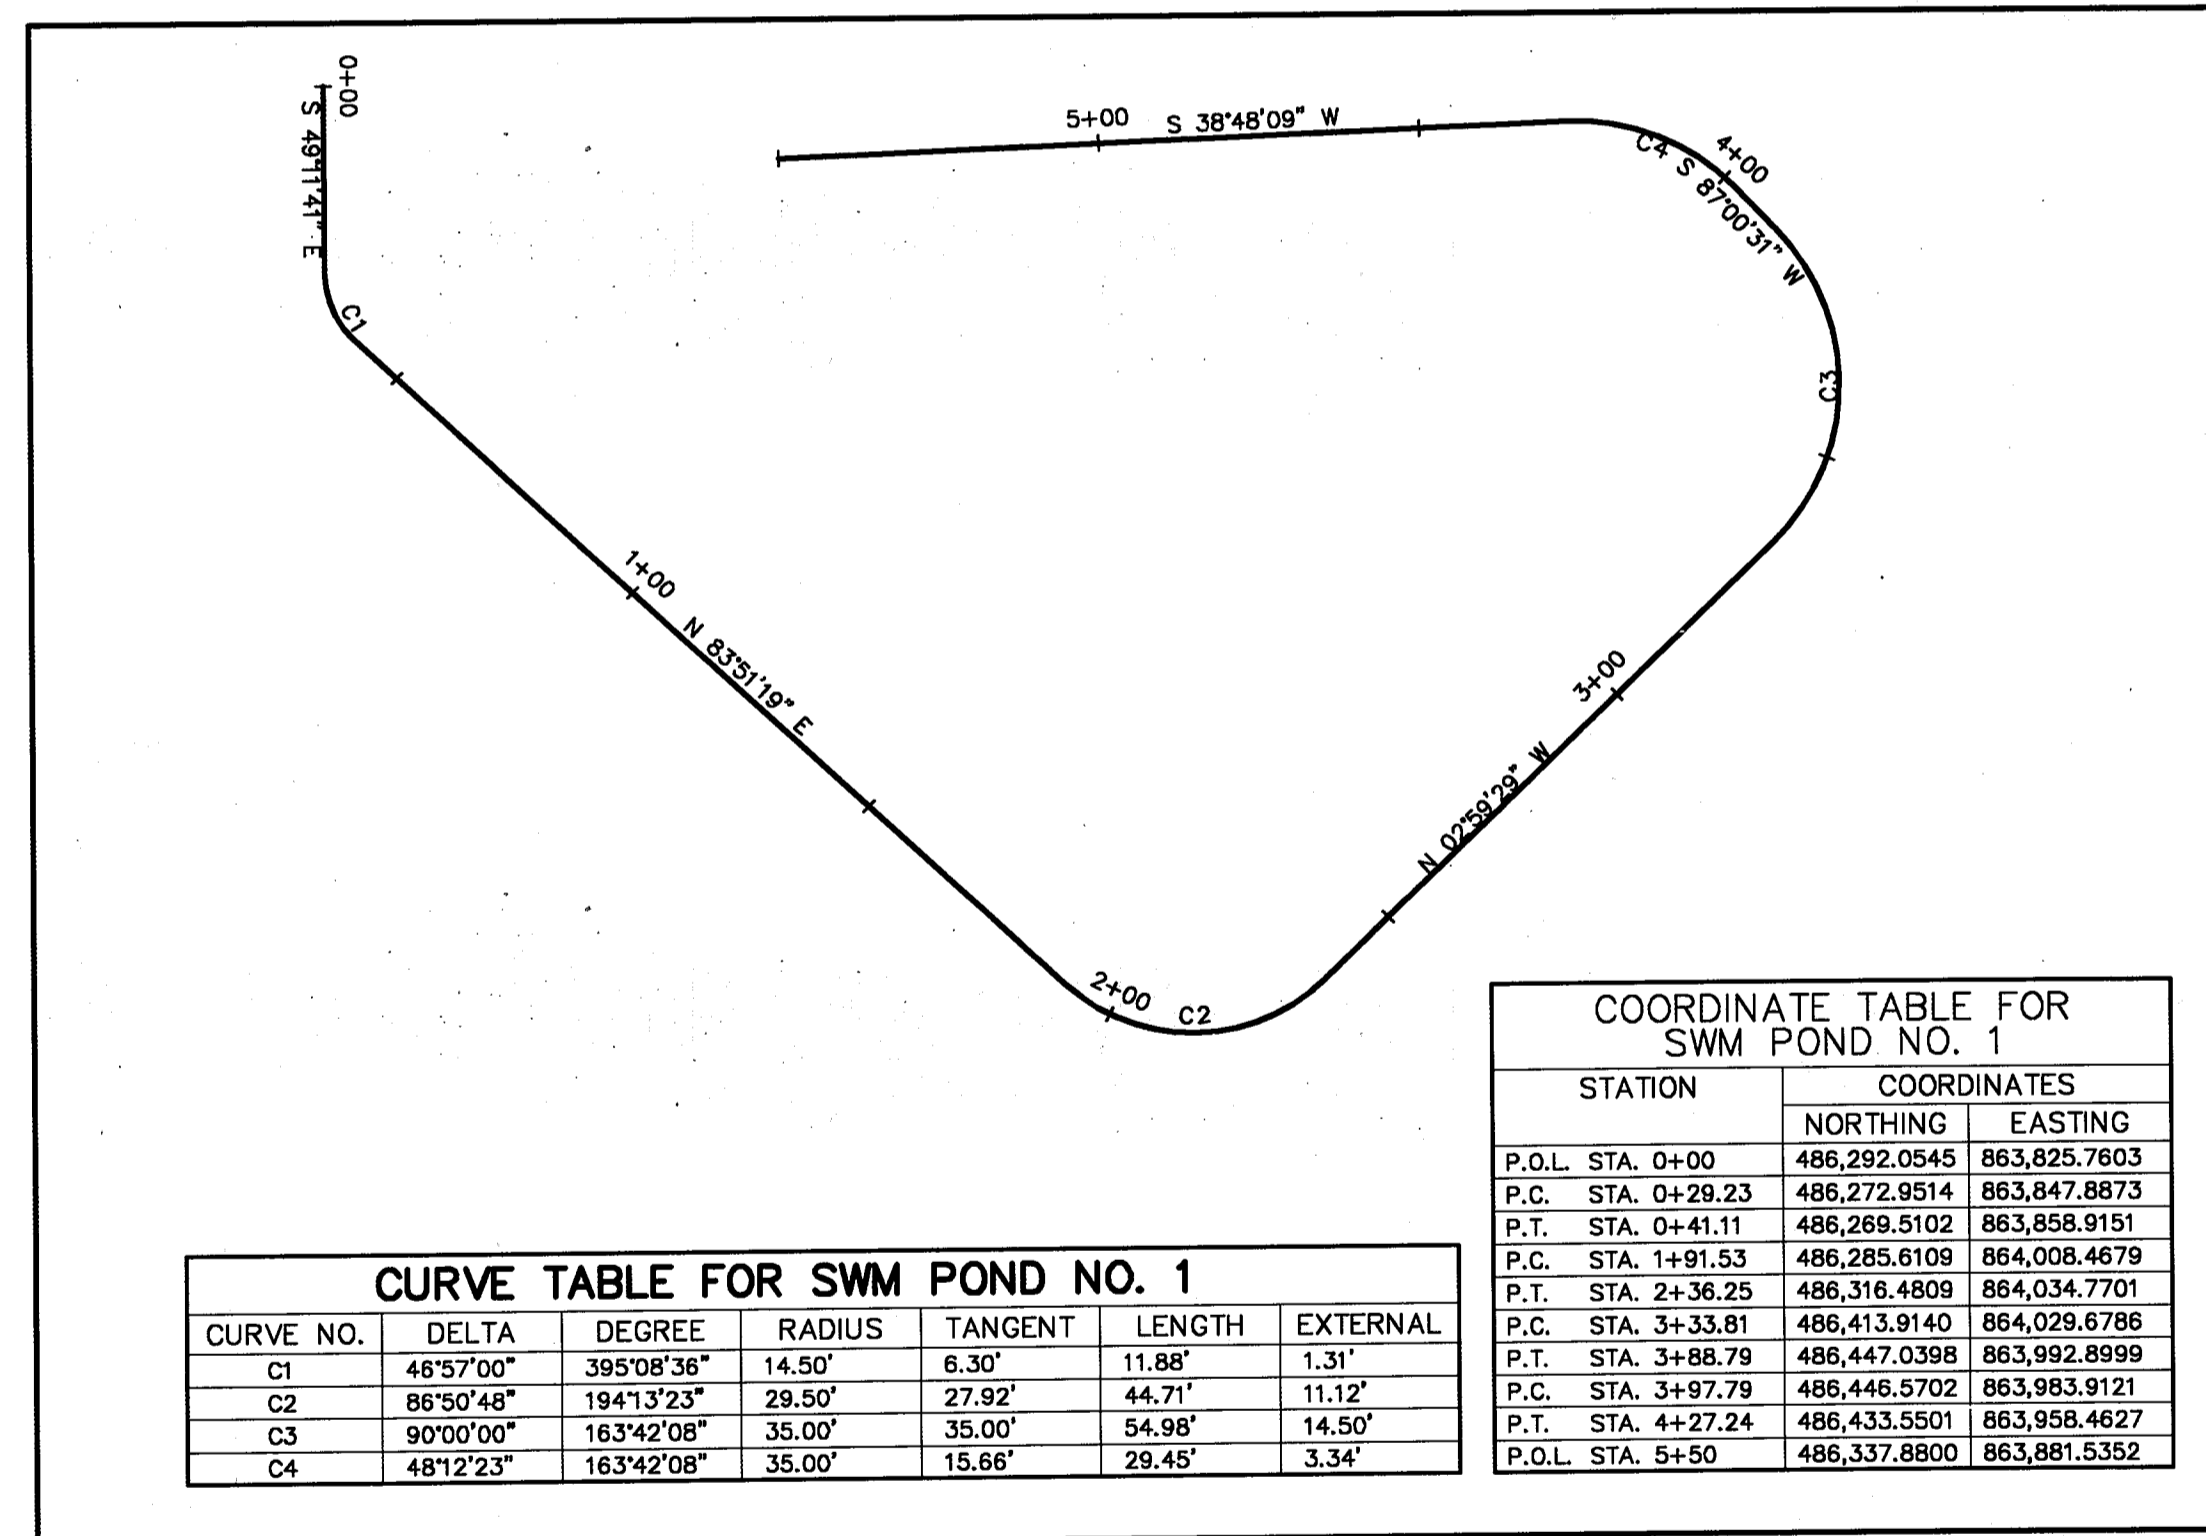 0+00
S 49°11'41" E
C1
1+00
N 83°51'19" E
2+00
C2
N 02°59'29" W
3+00
C3
S 87°00'31" W
4+00
C4
S 38°48'09" W
5+00
CURVE TABLE FOR SWM POND NO. 1
CURVE NO. DELTA DEGREE RADIUS TANGENT LENGTH EXTERNAL
C1 46°57'00" 395°08'36" 14.50' 6.30' 11.88' 1.31'
C2 86°50'48" 194°13'23" 29.50' 27.92' 44.71' 11.12'
C3 90°00'00" 163°42'08" 35.00' 35.00' 54.98' 14.50'
C4 48°12'23" 163°42'08" 35.00' 15.66' 29.45' 3.34'
COORDINATE TABLE FOR
SWM POND NO. 1
STATION COORDINATES
NORTHING EASTING
P.O.L. STA. 0+00 486,292.0545 863,825.7603
P.C. STA. 0+29.23 486,272.9514 863,847.8873
P.T. STA. 0+41.11 486,269.5102 863,858.9151
P.C. STA. 1+91.53 486,285.6109 864,008.4679
P.T. STA. 2+36.25 486,316.4809 864,034.7701
P.C. STA. 3+33.81 486,413.9140 864,029.6786
P.T. STA. 3+88.79 486,447.0398 863,992.8999
P.C. STA. 3+97.79 486,446.5702 863,983.9121
P.T. STA. 4+27.24 486,433.5501 863,958.4627
P.O.L. STA. 5+50 486,337.8800 863,881.5352